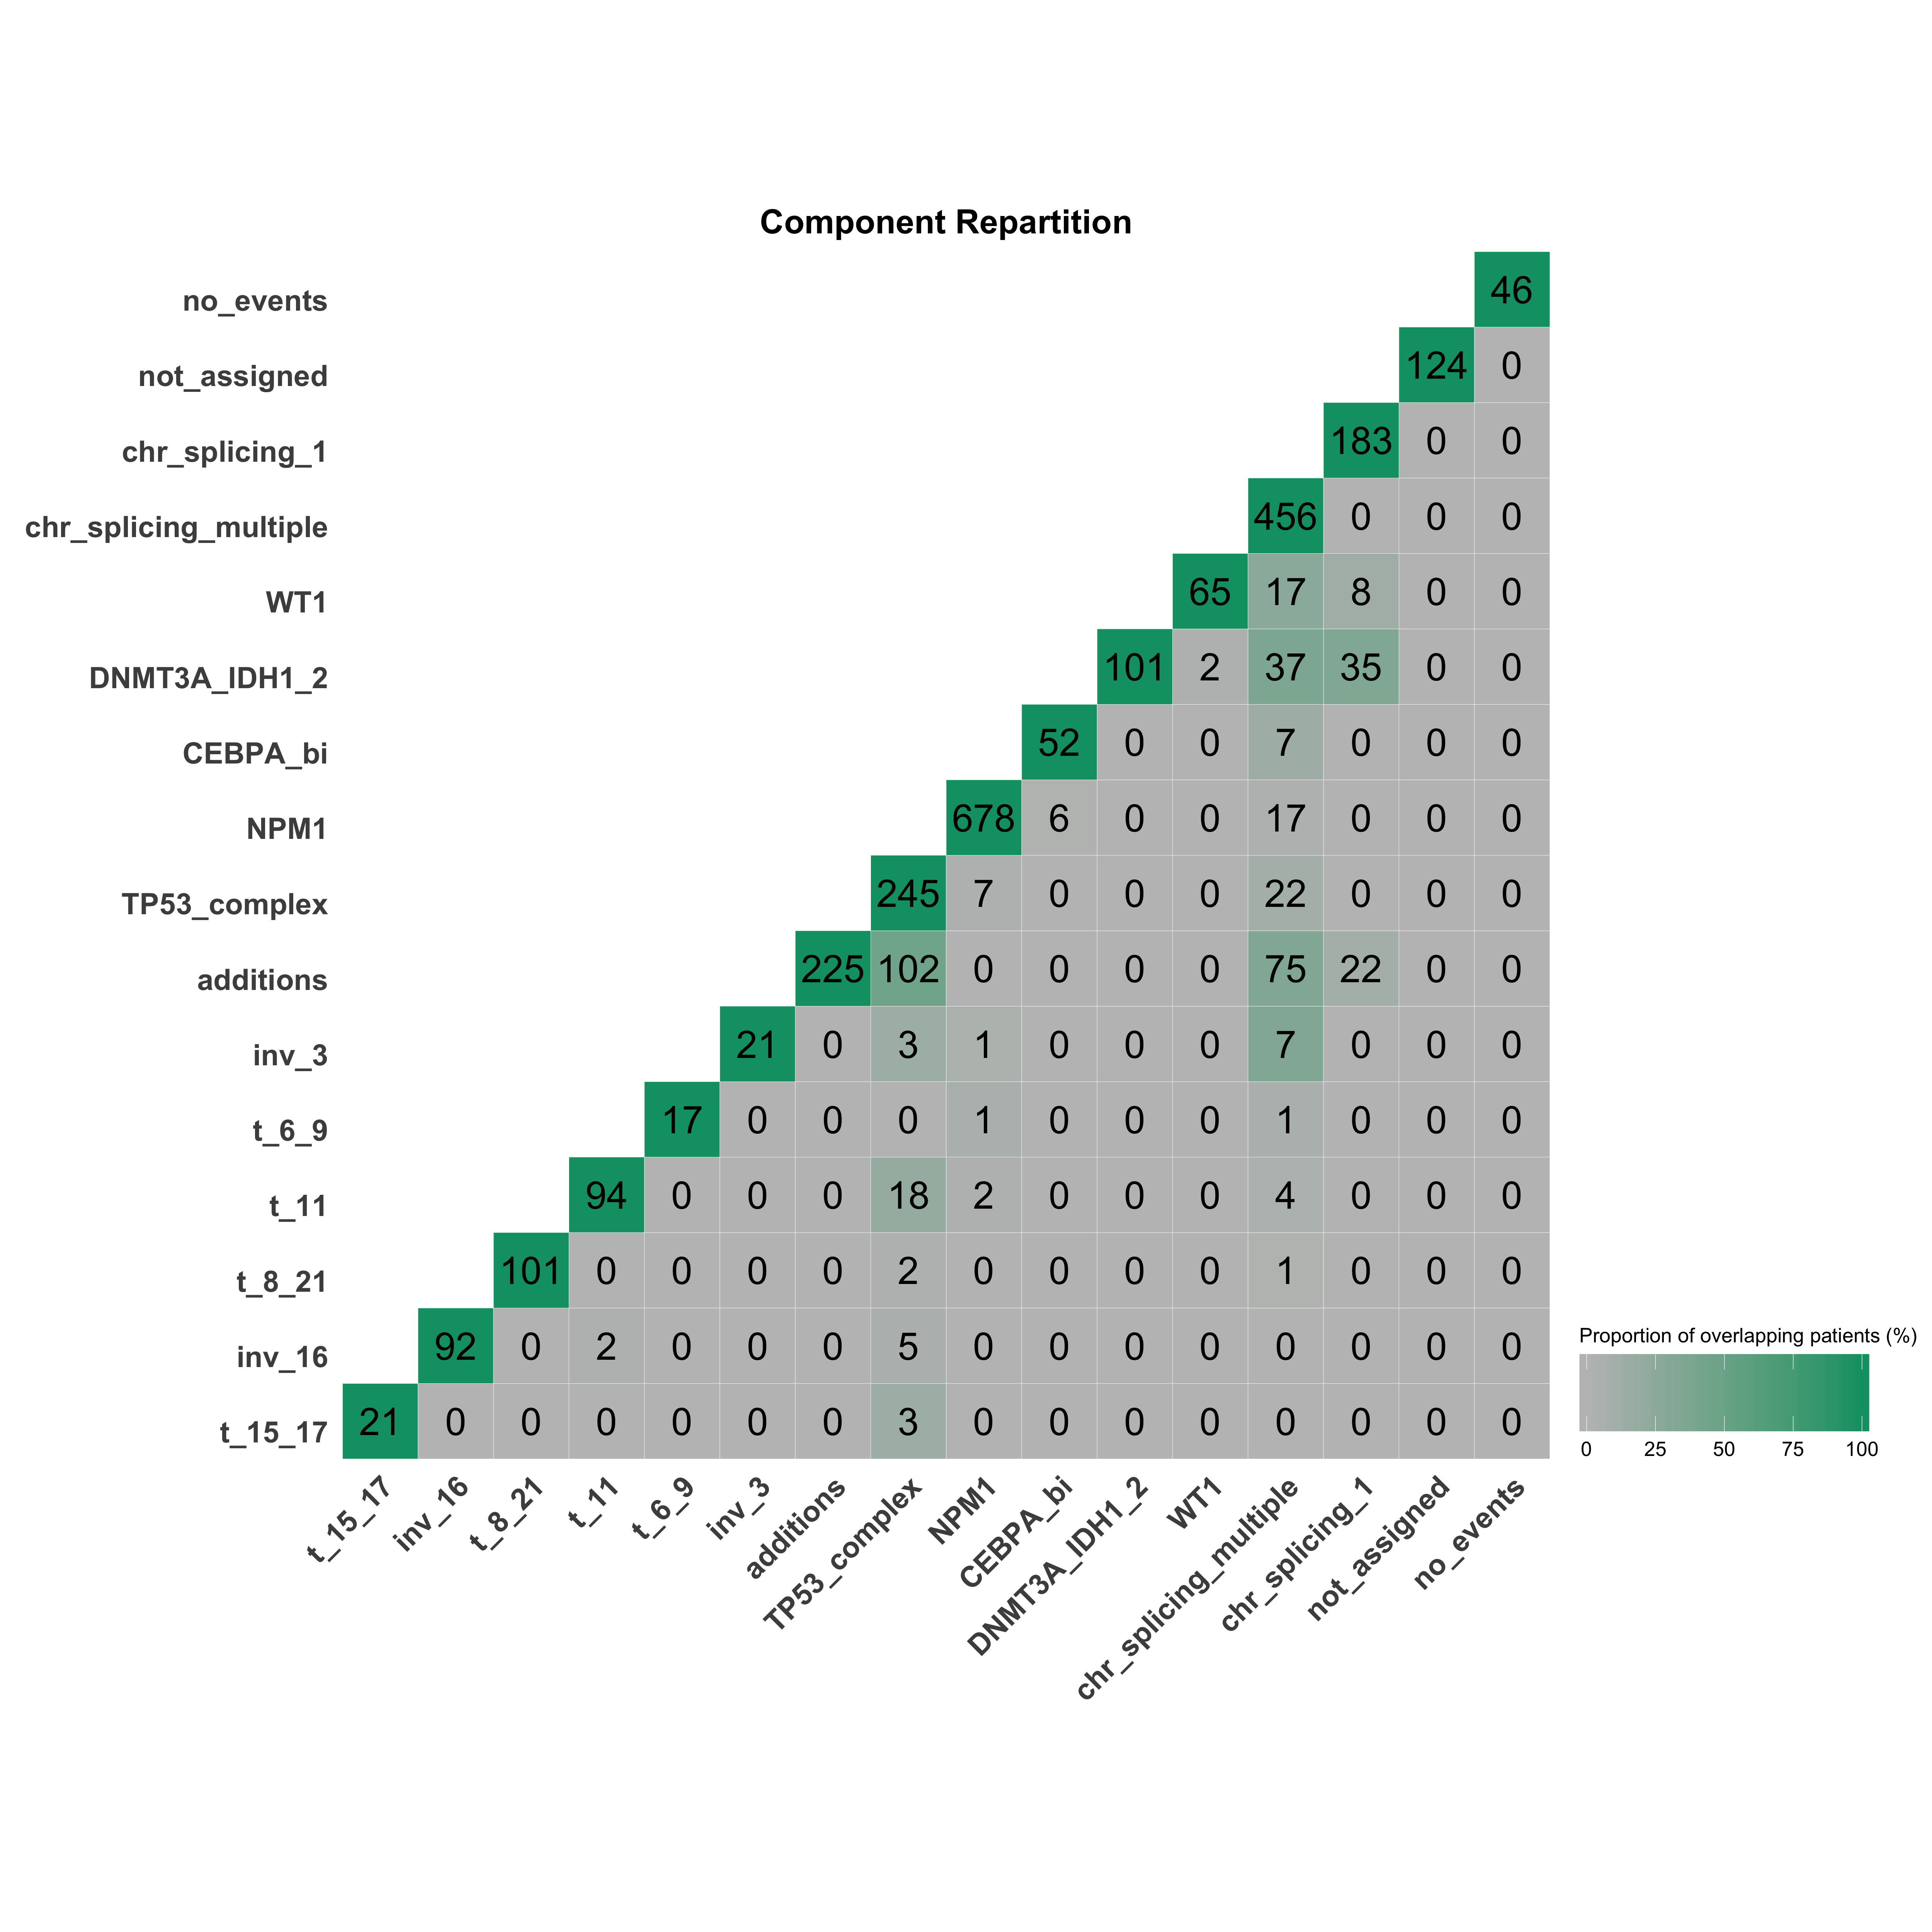 Component Repartition
no_events 46
not_assigned 124 0
chr_splicing_1 183 0 0
chr_splicing_multiple 456 0 0 0
WT1 65 17 8 0 0
DNMT3A_IDH1_2 101 2 37 35 0 0
CEBPA_bi 52 0 0 7 0 0 0
NPM1 678 6 0 0 17 0 0 0
TP53_complex 245 7 0 0 0 22 0 0 0
additions 225 102 0 0 0 0 75 22 0 0
inv_3 21 0 3 1 0 0 0 7 0 0 0
t_6_9 17 0 0 0 1 0 0 0 1 0 0 0
t_11 94 0 0 0 18 2 0 0 0 4 0 0 0
t_8_21 101 0 0 0 0 2 0 0 0 0 1 0 0 0
inv_16 92 0 2 0 0 0 5 0 0 0 0 0 0 0 0
t_15_17 21 0 0 0 0 0 0 3 0 0 0 0 0 0 0 0
t_15_17 inv_16 t_8_21 t_11 t_6_9 inv_3 additions TP53_complex NPM1 CEBPA_bi DNMT3A_IDH1_2 WT1 chr_splicing_multiple chr_splicing_1 not_assigned no_events
Proportion of overlapping patients (%)
0 25 50 75 100